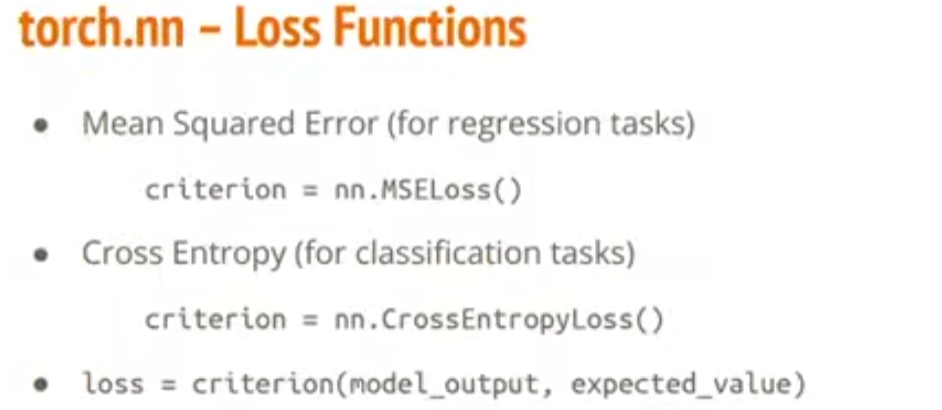 torch.nn – Loss Functions
• Mean Squared Error (for regression tasks)
criterion = nn.MSELoss()
• Cross Entropy (for classification tasks)
criterion = nn.CrossEntropyLoss()
• loss = criterion(model_output, expected_value)